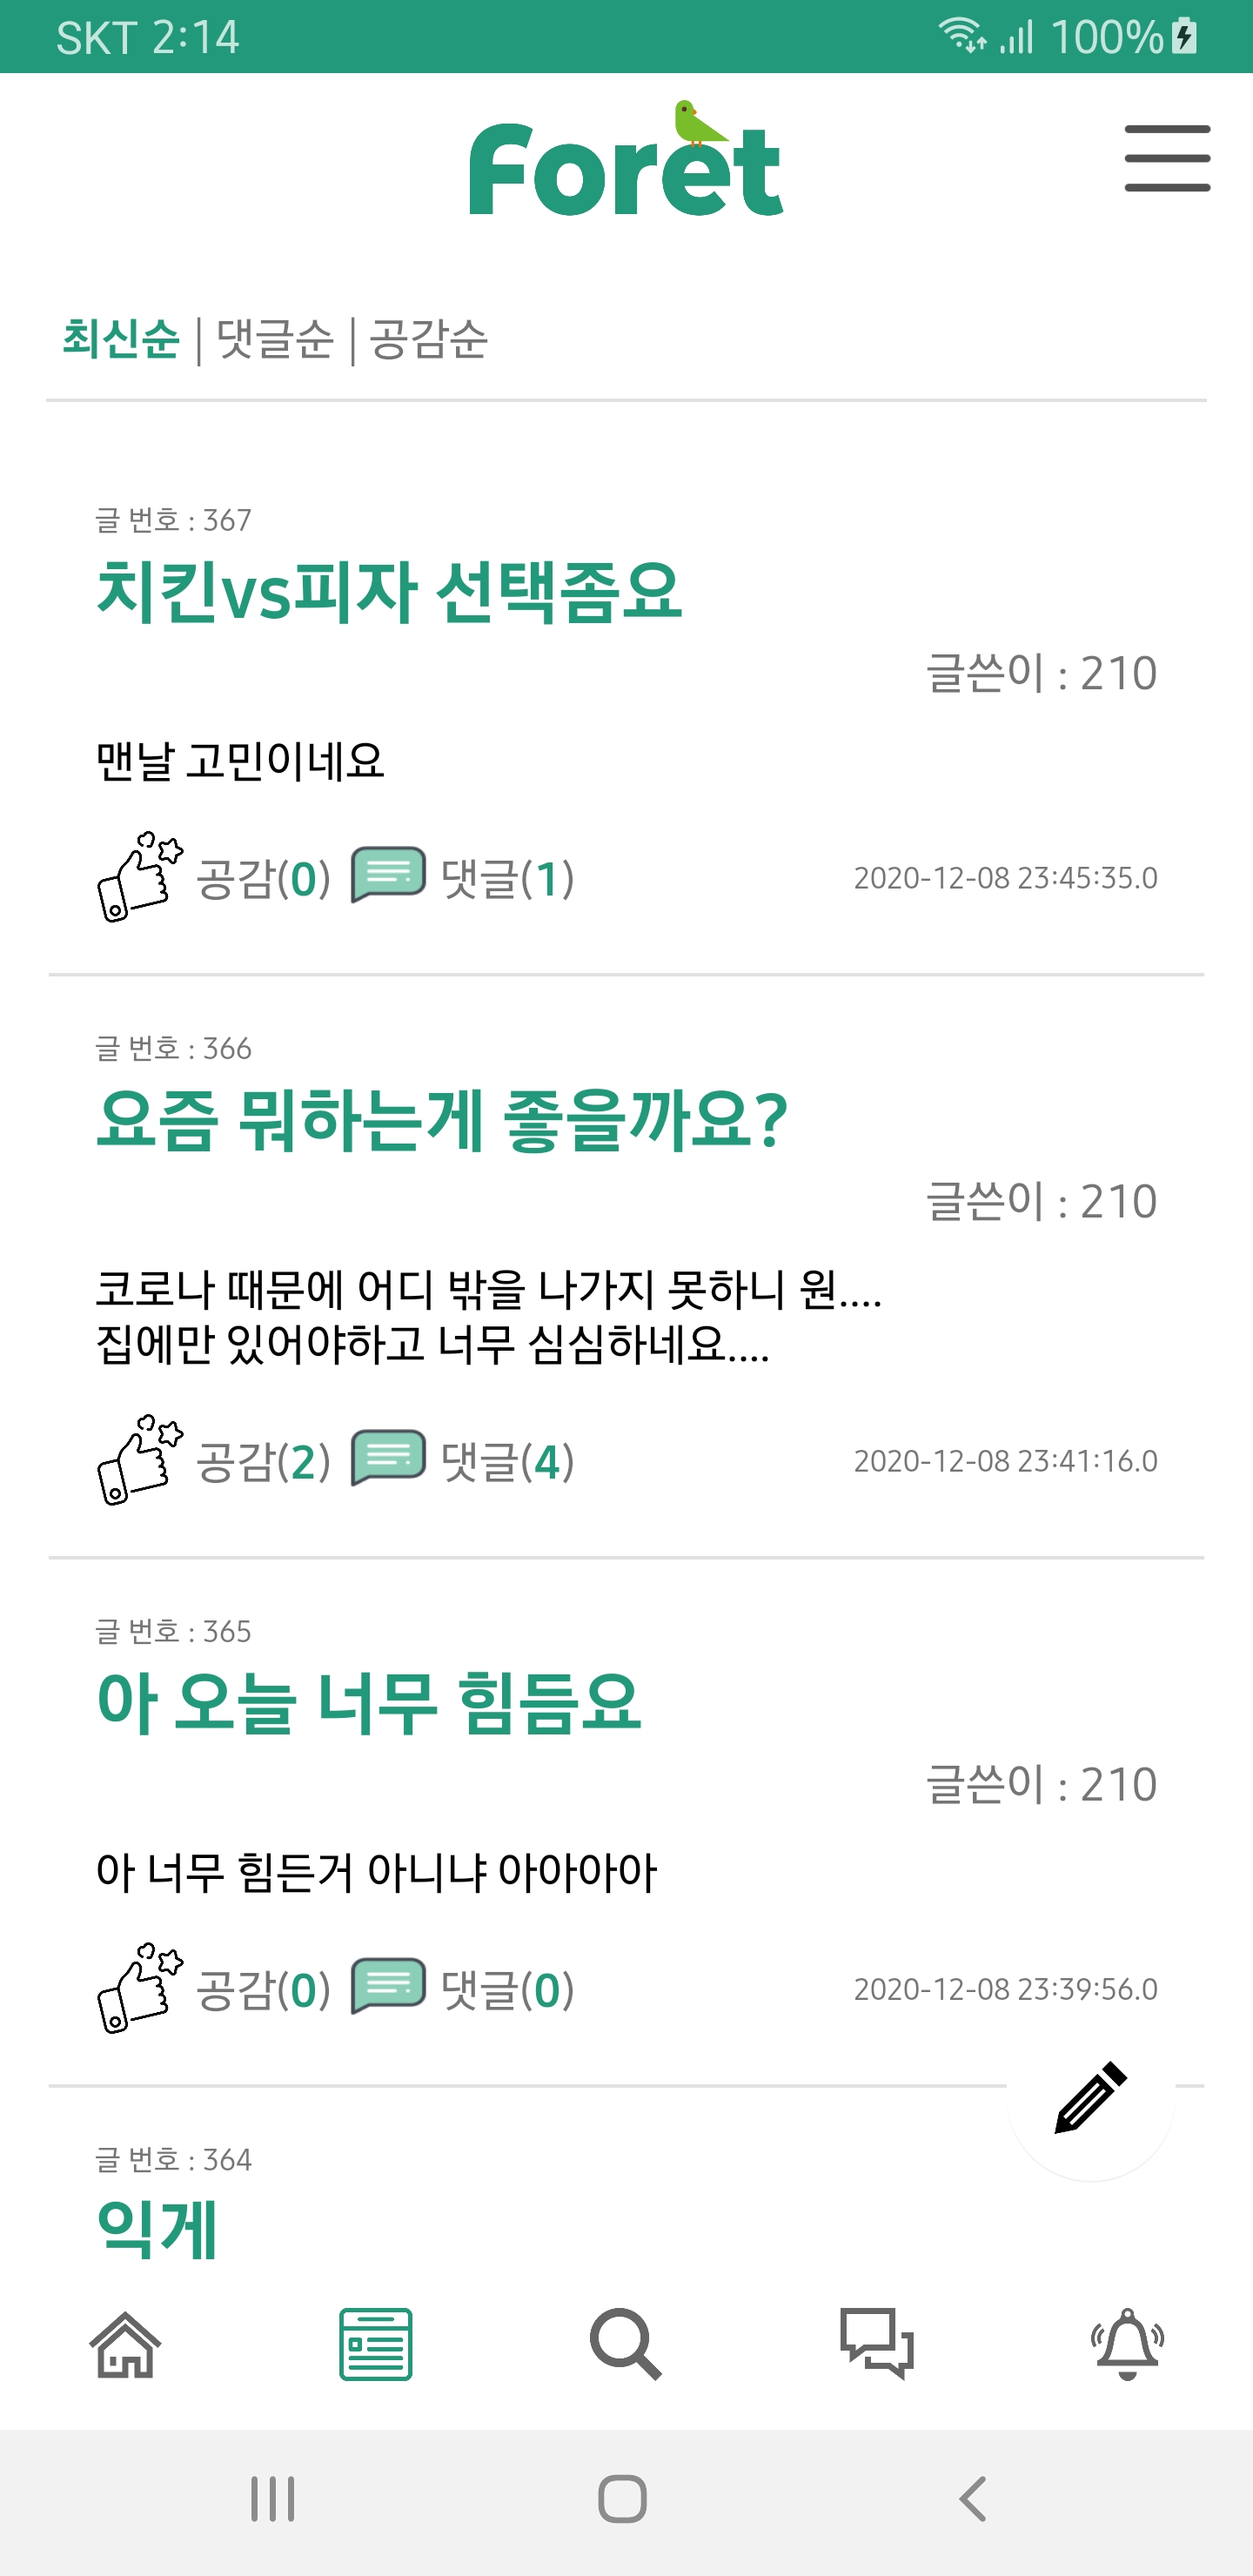 SKT 2:14 100%
Foret
최신순 | 댓글순 | 공감순
글 번호 : 367
치킨vs피자 선택좀요
글쓴이 : 210
맨날 고민이네요
공감(0) 댓글(1) 2020-12-08 23:45:35.0
글 번호 : 366
요즘 뭐하는게 좋을까요?
글쓴이 : 210
코로나 때문에 어디 밖을 나가지 못하니 원....
집에만 있어야하고 너무 심심하네요....
공감(2) 댓글(4) 2020-12-08 23:41:16.0
글 번호 : 365
아 오늘 너무 힘듬요
글쓴이 : 210
아 너무 힘든거 아니냐 아아아아
공감(0) 댓글(0) 2020-12-08 23:39:56.0
글 번호 : 364
익게